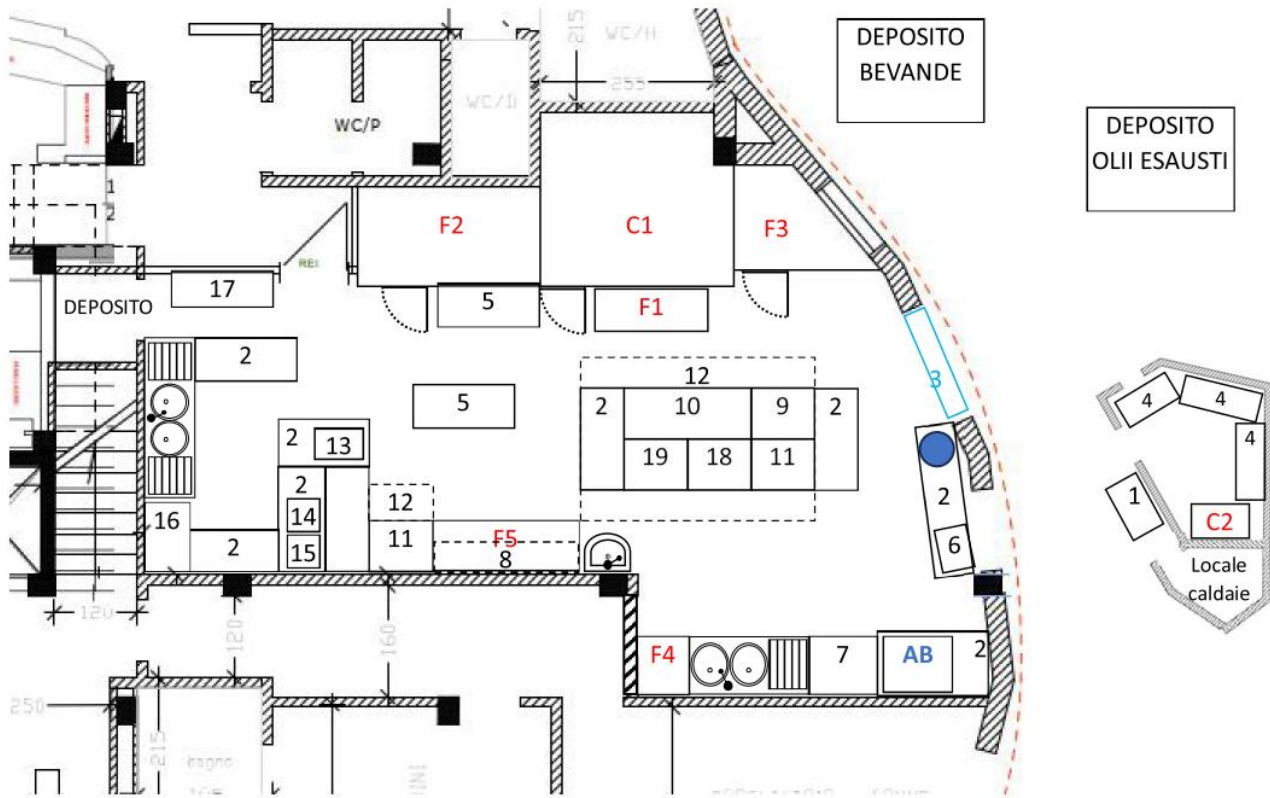 215
WC/H
255
WC/D
WC/P
DEPOSITO
BEVANDE
DEPOSITO
OLII ESAUSTI
1
2
F2
C1
F3
REI
DEPOSITO
17
5
F1
3
2
12
5
2
10
9
2
2
13
19
18
11
2
14
15
12
11
F5
8
16
2
2
6
4
4
4
1
C2
Locale
caldaie
120
120
160
F4
7
AB
2
250
215
bagno